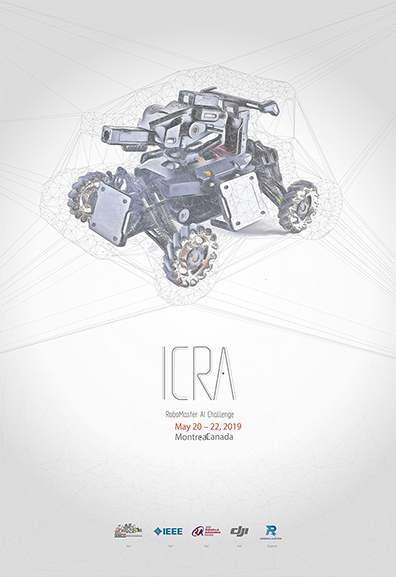 ICRA
RoboMaster AI Challenge
May 20 – 22, 2019
Montreal Canada
IEEE
dji